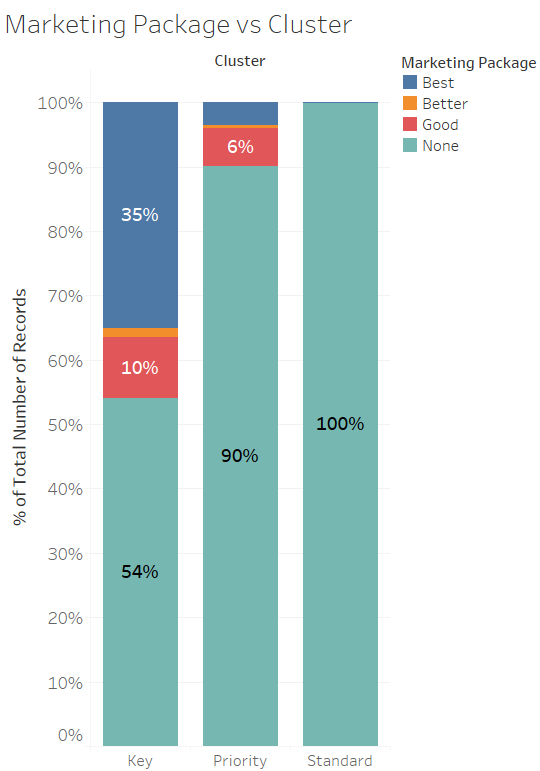 Marketing Package vs Cluster
Cluster
Marketing Package
Best
Better
Good
None
% of Total Number of Records
100%
90%
80%
70%
60%
50%
40%
30%
20%
10%
0%
35%
10%
54%
6%
90%
100%
Key
Priority
Standard